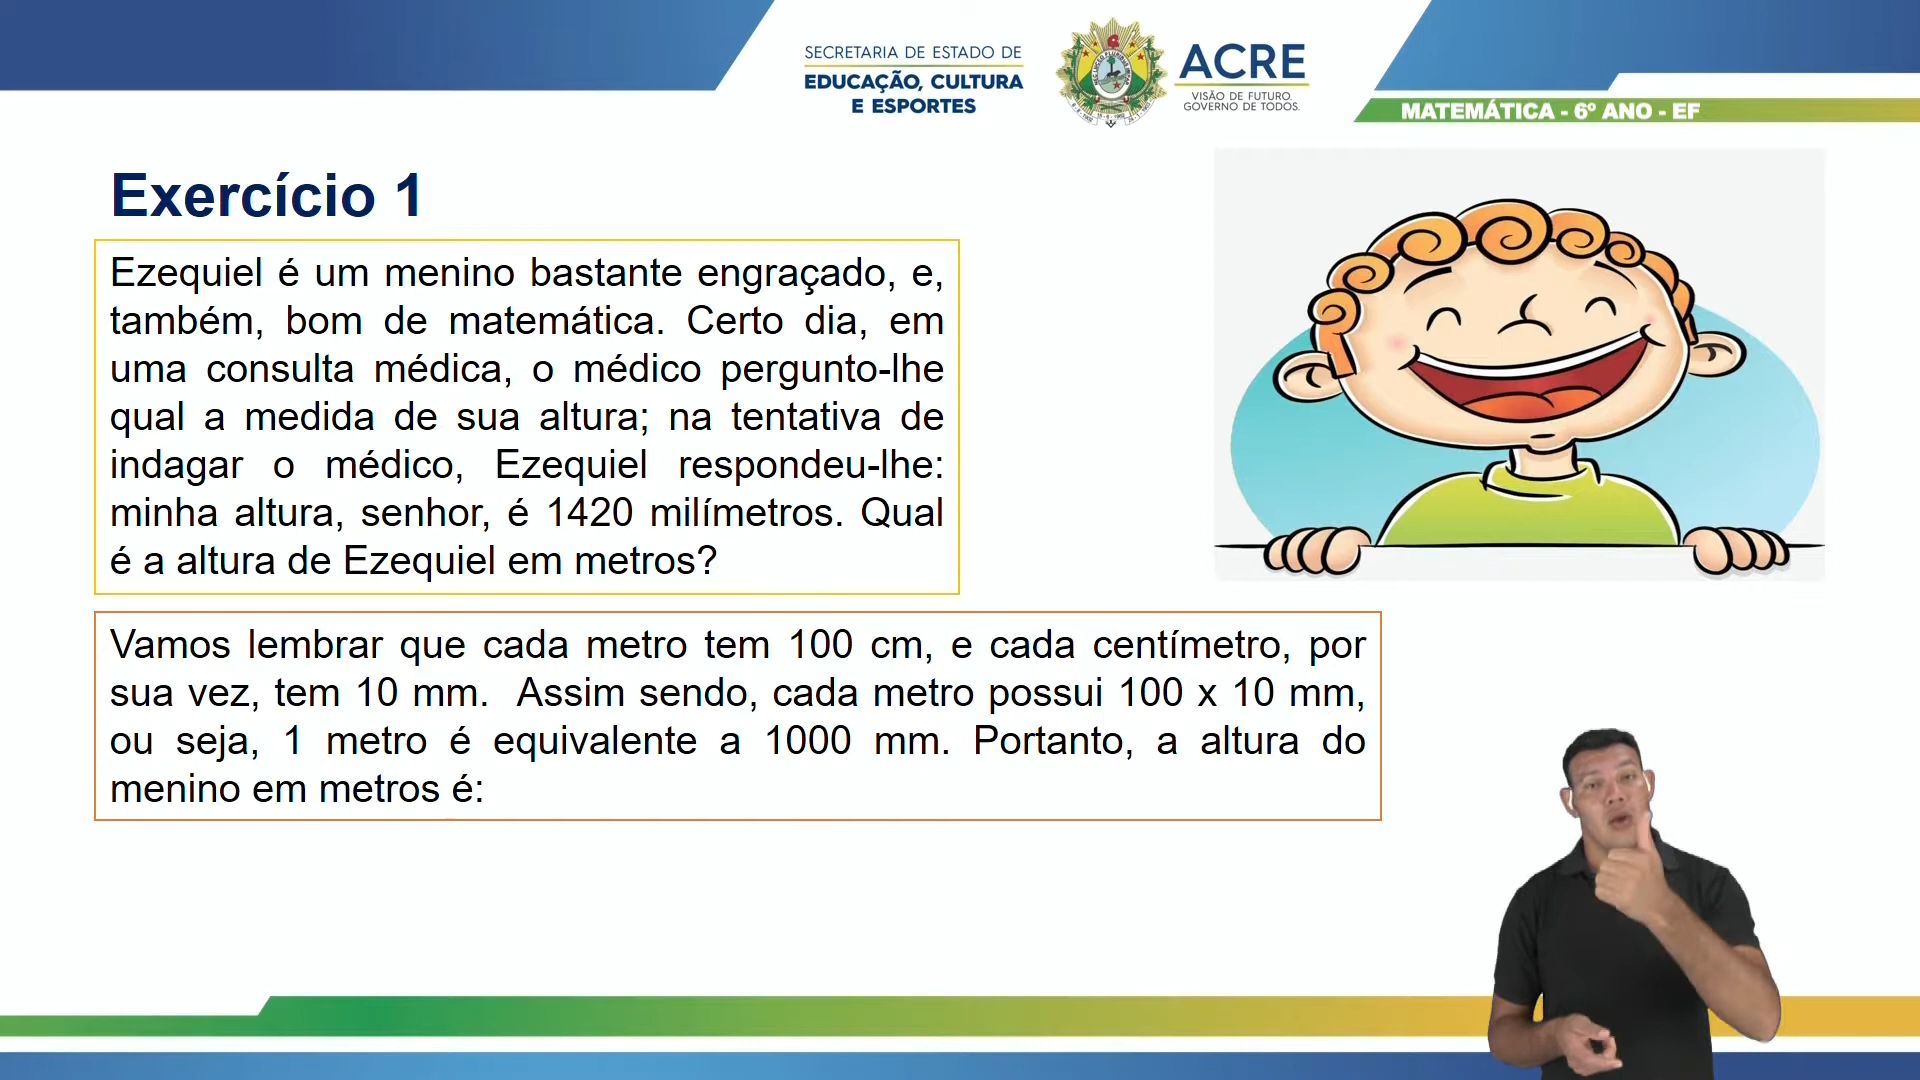 SECRETARIA DE ESTADO DE
EDUCAÇÃO, CULTURA
E ESPORTES
ACRE
VISÃO DE FUTURO.
GOVERNO DE TODOS.
MATEMÁTICA - 6º ANO - EF
Exercício 1
Ezequiel é um menino bastante engraçado, e,
também, bom de matemática. Certo dia, em
uma consulta médica, o médico pergunto-lhe
qual a medida de sua altura; na tentativa de
indagar o médico, Ezequiel respondeu-lhe:
minha altura, senhor, é 1420 milímetros. Qual
é a altura de Ezequiel em metros?
Vamos lembrar que cada metro tem 100 cm, e cada centímetro, por
sua vez, tem 10 mm. Assim sendo, cada metro possui 100 x 10 mm,
ou seja, 1 metro é equivalente a 1000 mm. Portanto, a altura do
menino em metros é: